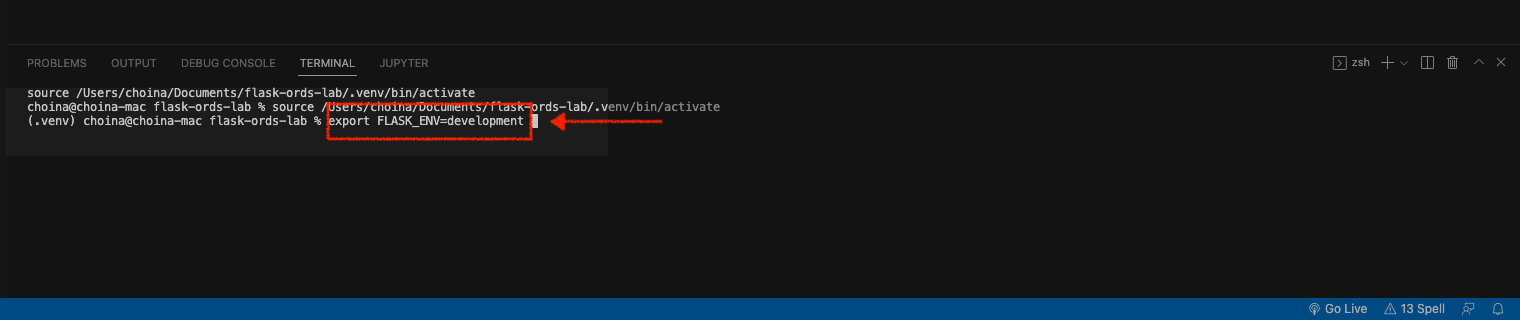 PROBLEMS OUTPUT DEBUG CONSOLE TERMINAL JUPYTER zsh
source /Users/choina/Documents/flask-ords-lab/.venv/bin/activate
choina@choina-mac flask-ords-lab % source /Users/choina/Documents/flask-ords-lab/.venv/bin/activate
(.venv) choina@choina-mac flask-ords-lab % export FLASK_ENV=development
Go Live 13 Spell